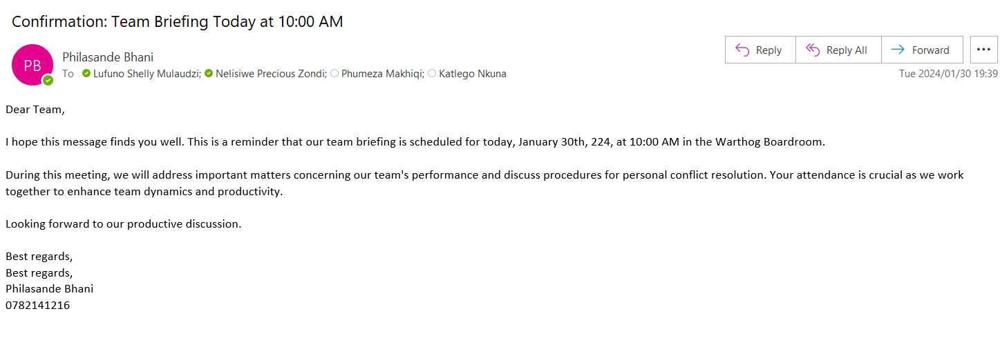 Confirmation: Team Briefing Today at 10:00 AM
PB
Philasande Bhani
Reply
Reply All
Forward
To Lufuno Shelly Mulaudzi; Nelisiwe Precious Zondi; Phumeza Makhiqi; Katlego Nkuna
Tue 2024/01/30 19:39
Dear Team,
I hope this message finds you well. This is a reminder that our team briefing is scheduled for today, January 30th, 224, at 10:00 AM in the Warthog Boardroom.
During this meeting, we will address important matters concerning our team's performance and discuss procedures for personal conflict resolution. Your attendance is crucial as we work
together to enhance team dynamics and productivity.
Looking forward to our productive discussion.
Best regards,
Best regards,
Philasande Bhani
0782141216